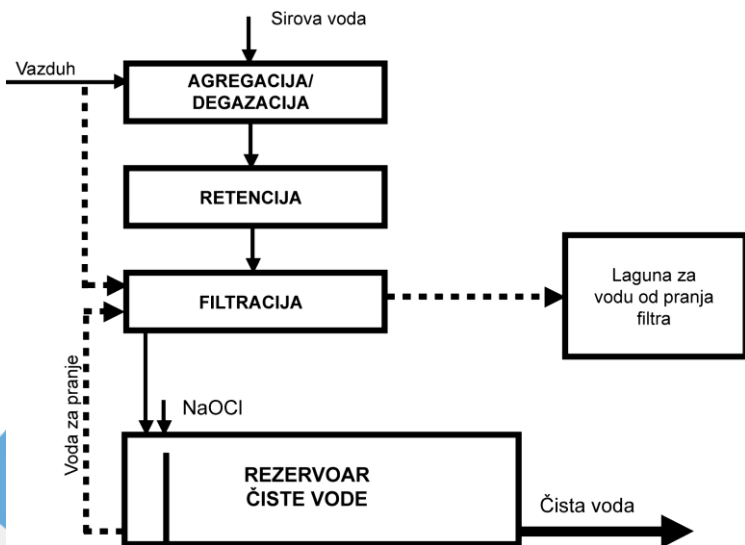 Sirova voda
Vazduh
AGREGACIJA/
DEGAZACIJA
RETENCIJA
FILTRACIJA
Laguna za
vodu od pranja
filtra
Voda za pranje
NaOCl
REZERVOAR
ČISTE VODE
Čista voda